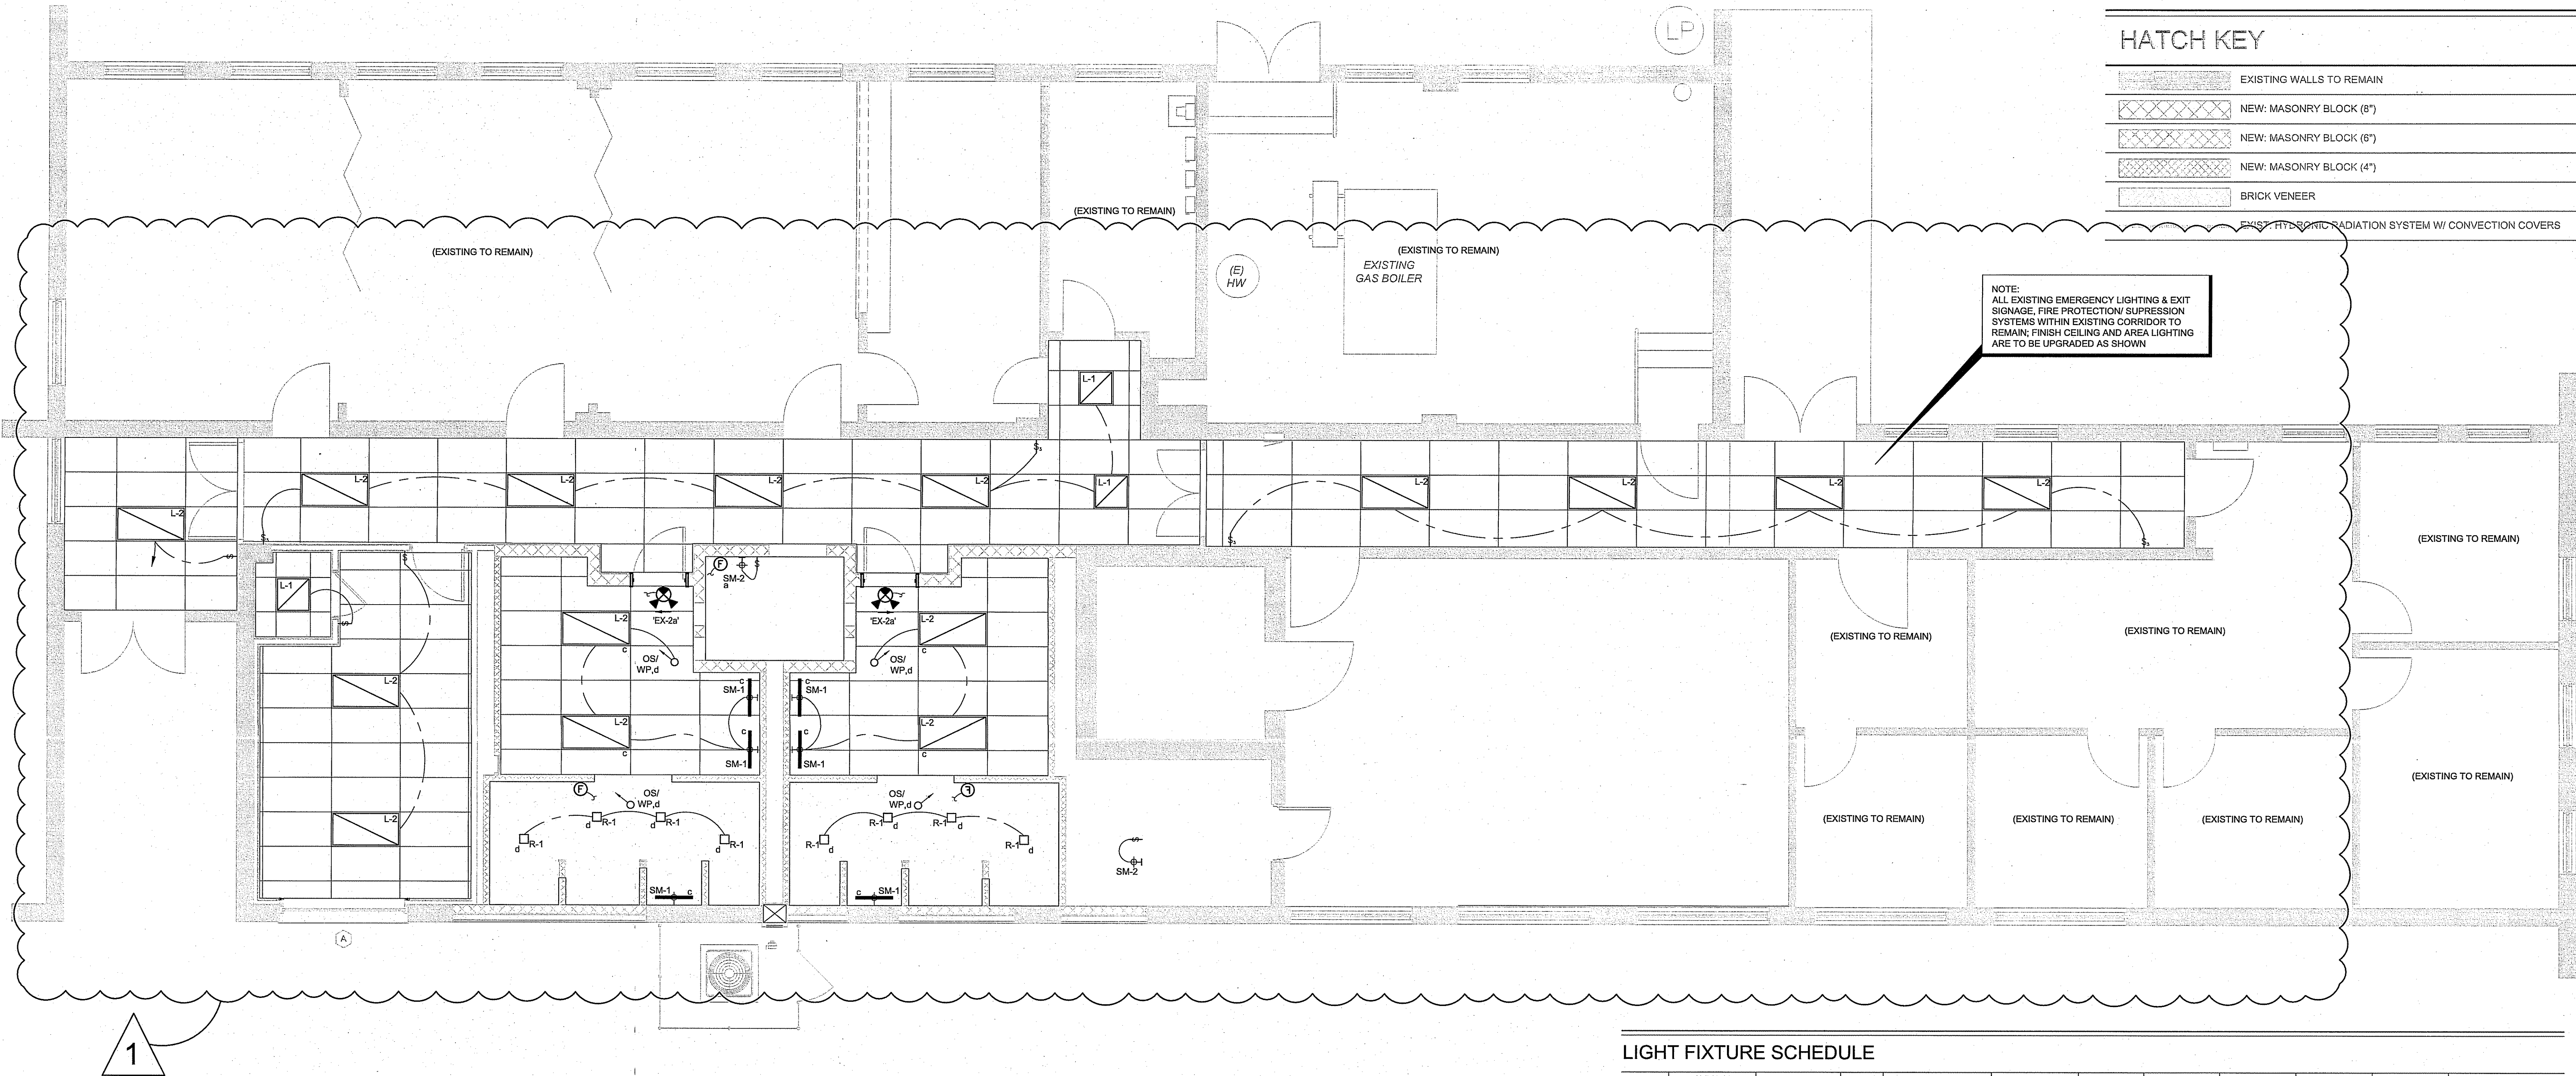 LP
HATCH KEY
EXISTING WALLS TO REMAIN
NEW: MASONRY BLOCK (8")
NEW: MASONRY BLOCK (6")
NEW: MASONRY BLOCK (4")
BRICK VENEER
EXIST. HYDRONIC RADIATION SYSTEM W/ CONVECTION COVERS
(EXISTING TO REMAIN)
(EXISTING TO REMAIN)
(EXISTING TO REMAIN)
EXISTING
GAS BOILER
(E)
HW
NOTE:
ALL EXISTING EMERGENCY LIGHTING & EXIT
SIGNAGE, FIRE PROTECTION/ SUPRESSION
SYSTEMS WITHIN EXISTING CORRIDOR TO
REMAIN; FINISH CEILING AND AREA LIGHTING
ARE TO BE UPGRADED AS SHOWN
L-1
$3
L-2
L-2
L-2
L-2
L-1
L-2
L-2
L-2
L-2
L-2
$
$3
$3
$3
(EXISTING TO REMAIN)
$
L-1
$
F
SM-2
a
$
'EX-2a'
'EX-2a'
L-2
c
L-2
c
OS/
WP,d
OS/
WP,d
(EXISTING TO REMAIN)
(EXISTING TO REMAIN)
L-2
c
SM-1
c
SM-1
L-2
c
L-2
c
c
SM-1
c
SM-1
(EXISTING TO REMAIN)
F
OS/
WP,d
OS/
WP,d
F
L-2
d
R-1
d
R-1
d
R-1
d
R-1
R-1
d
R-1
d
R-1
d
R-1
d
(EXISTING TO REMAIN)
(EXISTING TO REMAIN)
(EXISTING TO REMAIN)
$
SM-2
SM-1
c
c
SM-1
A
1
LIGHT FIXTURE SCHEDULE